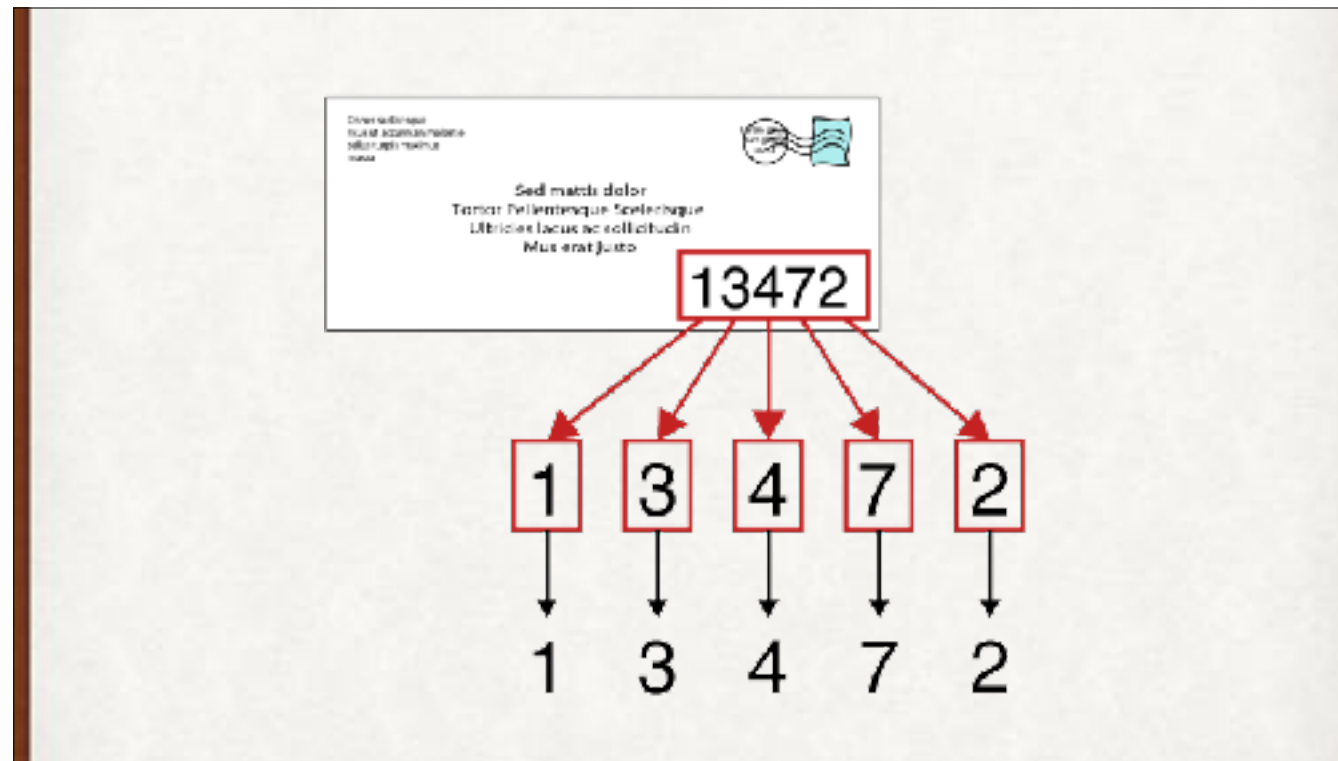 Sed mattis dolor
Tortor Pellentesque Scelerisque
Ultricies lacus ac sollicitudin
Mus erat justo
13472
1 3 4 7 2
1 3 4 7 2